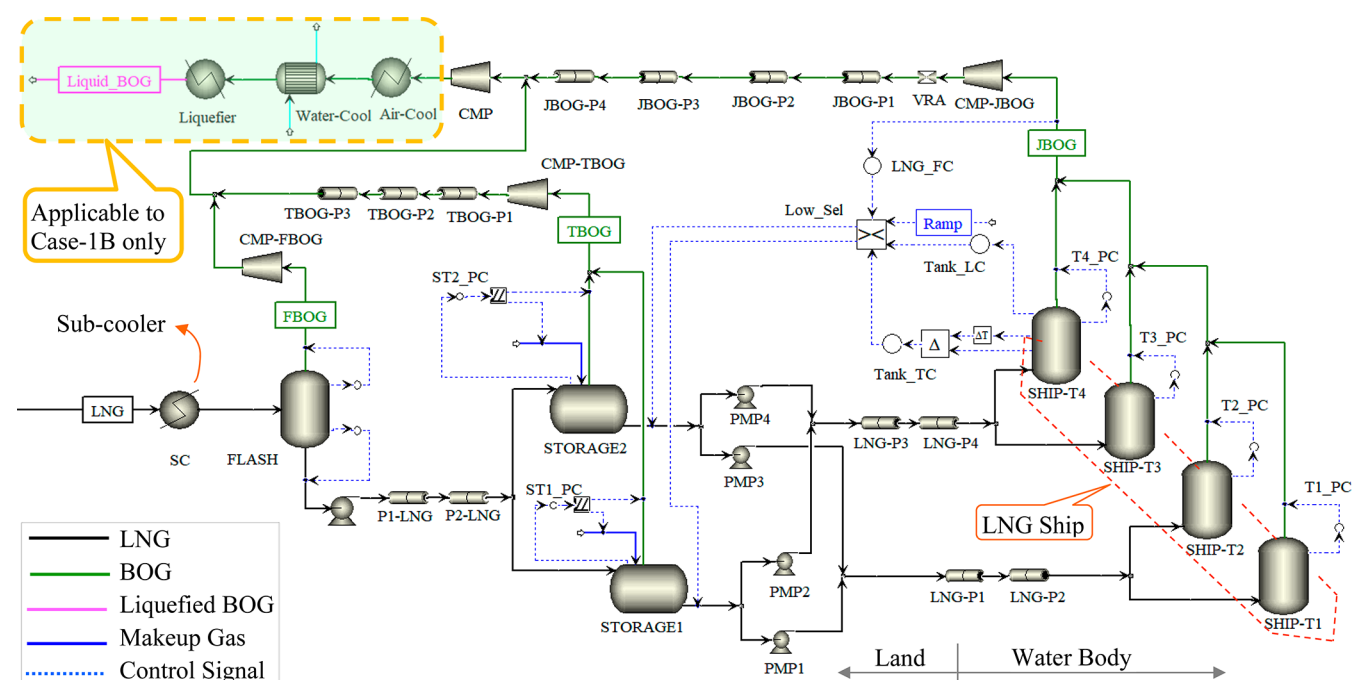 Liquid_BOG
Liquefier
Water-Cool
Air-Cool
CMP
JBOG-P4
JBOG-P3
JBOG-P2
JBOG-P1
VRA
CMP-JBOG
JBOG
Applicable to
Case-1B only
CMP-TBOG
TBOG-P3
TBOG-P2
TBOG-P1
TBOG
CMP-FBOG
FBOG
LNG_FC
Low_Sel
Ramp
Tank_LC
T4_PC
ST2_PC
Sub-cooler
Δ
ΔT
Tank_TC
T3_PC
LNG
SC
FLASH
STORAGE2
PMP4
PMP3
LNG-P3
LNG-P4
SHIP-T4
T2_PC
SHIP-T3
P1-LNG
P2-LNG
ST1_PC
T1_PC
LNG Ship
SHIP-T2
STORAGE1
PMP2
PMP1
LNG-P1
LNG-P2
SHIP-T1
Land
Water Body
LNG
BOG
Liquefied BOG
Makeup Gas
Control Signal